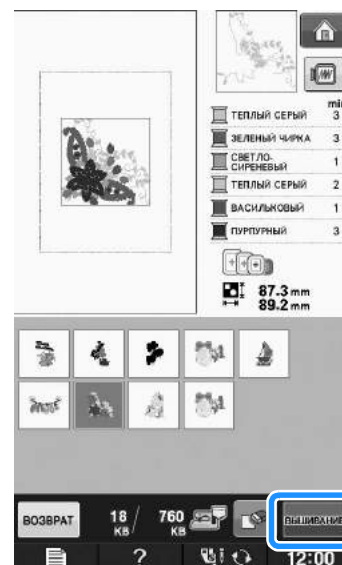 min
ТЕПЛЫЙ СЕРЫЙ 3
ЗЕЛЕНЫЙ ЧИРКА 3
СВЕТЛО-
СИРЕНЕВЫЙ 1
ТЕПЛЫЙ СЕРЫЙ 2
ВАСИЛЬКОВЫЙ 1
ПУРПУРНЫЙ 3
87.3 mm
89.2 mm
ВОЗВРАТ
18 / 760
KB KB
ВЫШИВАНИЕ
?
12:00